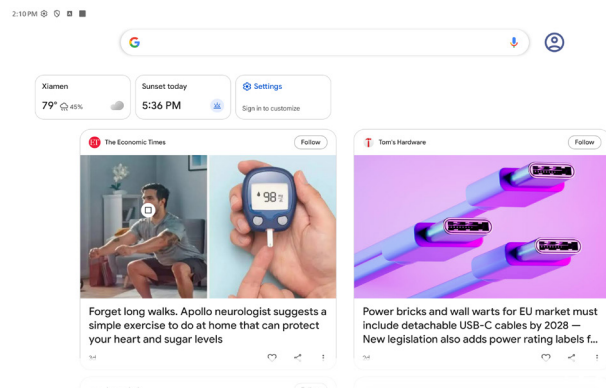 2:10 PM
Xiamen
79° 45%
Sunset today
5:36 PM
Settings
Sign in to customize
The Economic Times
Follow
98
Forget long walks. Apollo neurologist suggests a
simple exercise to do at home that can protect
your heart and sugar levels
Tom's Hardware
Follow
Power bricks and wall warts for EU market must
include detachable USB-C cables by 2028 —
New legislation also adds power rating labels f...